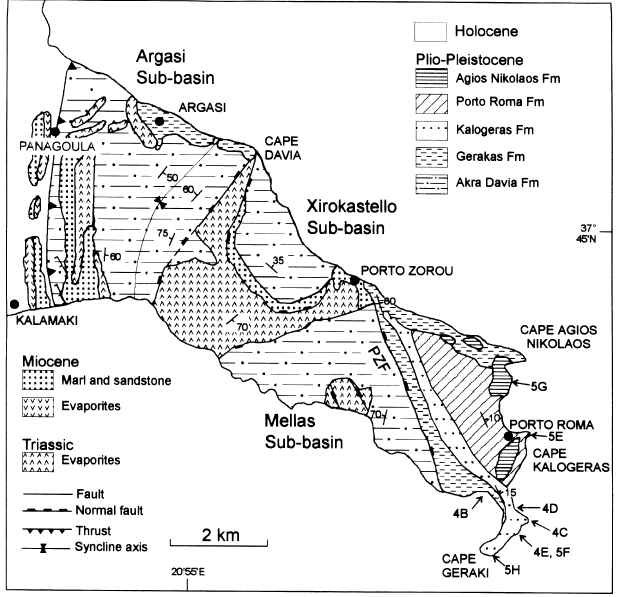 Argasi
Sub-basin
ARGASI
PANAGOULA
CAPE
DAVIA
50
60
75
60
35
70
Xirokastello
Sub-basin
PORTO ZOROU
KALAMAKI
60
PZF
CAPE AGIOS
NIKOLAOS
5G
10
PORTO ROMA
5E
CAPE
KALOGERAS
70
Mellas
Sub-basin
15
4B
4D
4C
4E, 5F
CAPE
GERAKI
5H
Holocene
Plio-Pleistocene
Agios Nikolaos Fm
Porto Roma Fm
Kalogeras Fm
Gerakas Fm
Akra Davia Fm
37°
45'N
Miocene
Marl and sandstone
Evaporites
Triassic
Evaporites
Fault
Normal fault
Thrust
Syncline axis
2 km
20°55'E